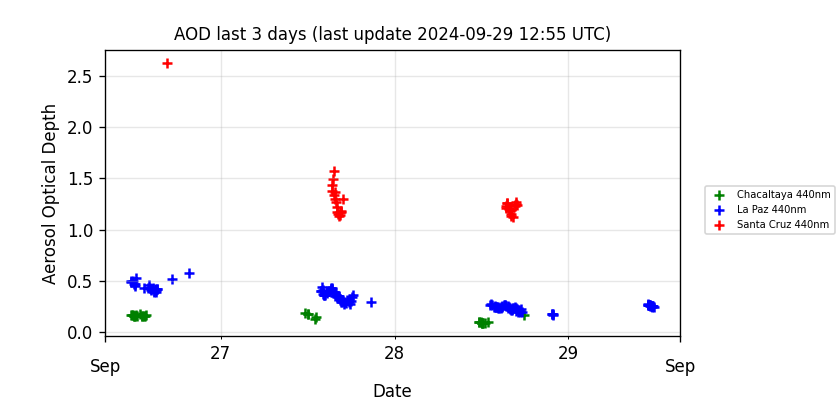 AOD last 3 days (last update 2024-09-29 12:55 UTC)
Aerosol Optical Depth
2.5
2.0
1.5
1.0
0.5
0.0
27
28
29
Sep
Sep
Date
Chacaltaya 440nm
La Paz 440nm
Santa Cruz 440nm